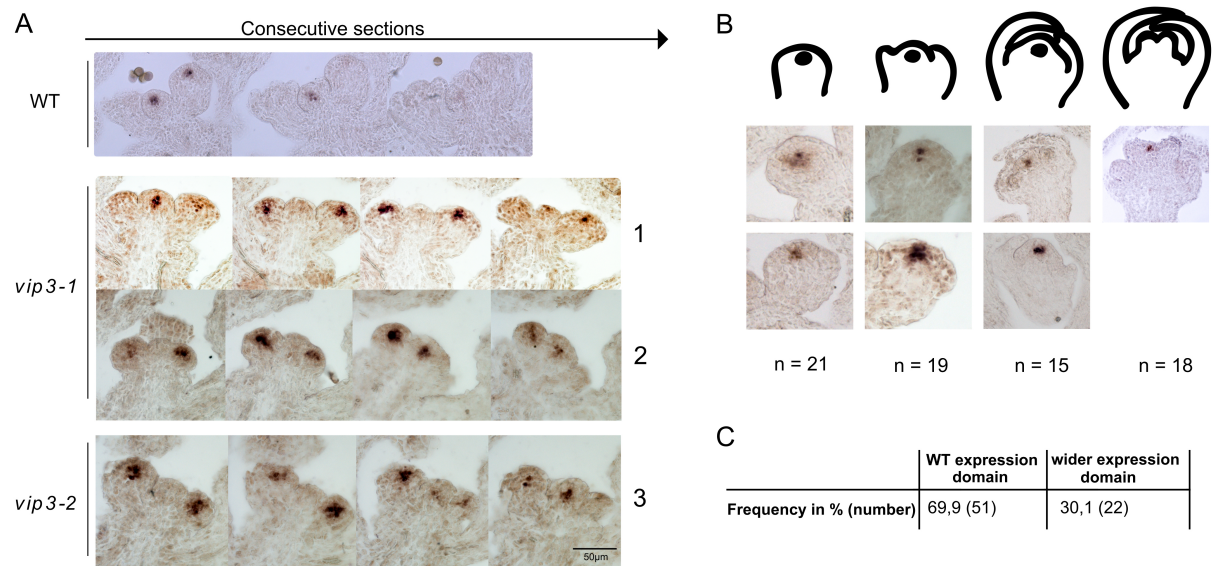 A
Consecutive sections
WT
vip3-1
1
2
vip3-2
3
50µm
B
n = 21
n = 19
n = 15
n = 18
C
WT expression domain
wider expression domain
Frequency in % (number)
69,9 (51)
30,1 (22)